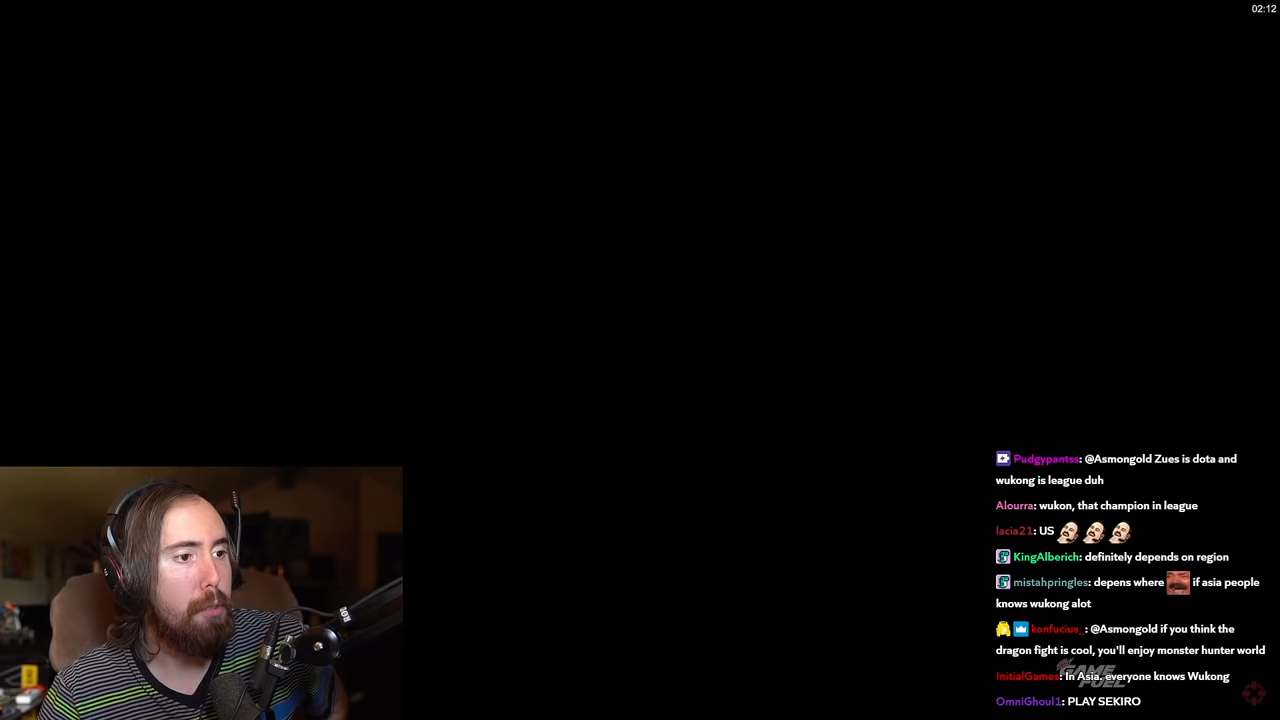 02:12
Pudgypantss: @Asmongold Zues is dota and
wukong is league duh
Alourra: wukon, that champion in league
lacia21: US
KingAlberich: definitely depends on region
mistahpringles: depens where if asia people
knows wukong alot
konfucius_: @Asmongold if you think the
dragon fight is cool, you'll enjoy monster hunter world
InitialGames: In Asia, everyone knows Wukong
GAME
FUEL
OmniGhoul1: PLAY SEKIRO